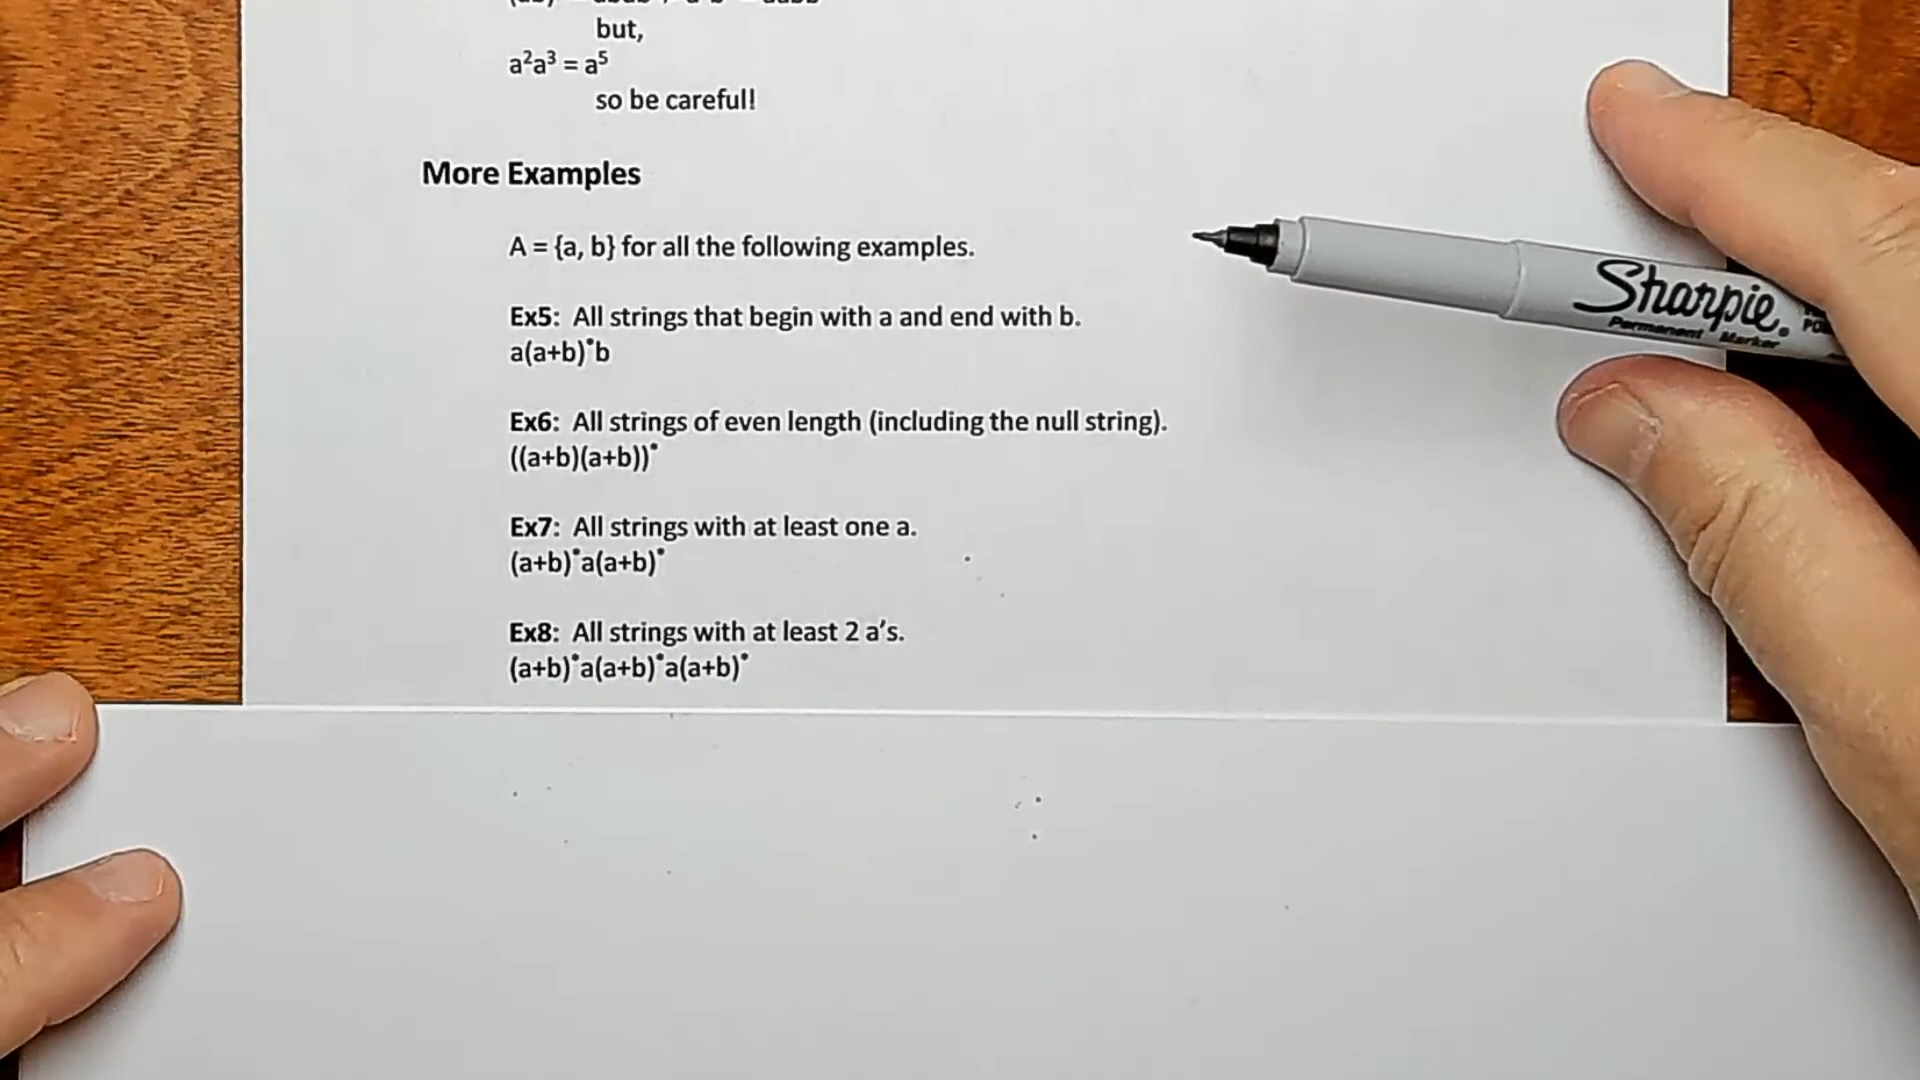 but,
a²a³ = a⁵
so be careful!
More Examples
A = {a, b} for all the following examples.
Ex5: All strings that begin with a and end with b.
a(a+b)*b
Ex6: All strings of even length (including the null string).
((a+b)(a+b))*
Ex7: All strings with at least one a.
(a+b)*a(a+b)*
Ex8: All strings with at least 2 a's.
(a+b)*a(a+b)*a(a+b)*
Sharpie.
Permanent Marker